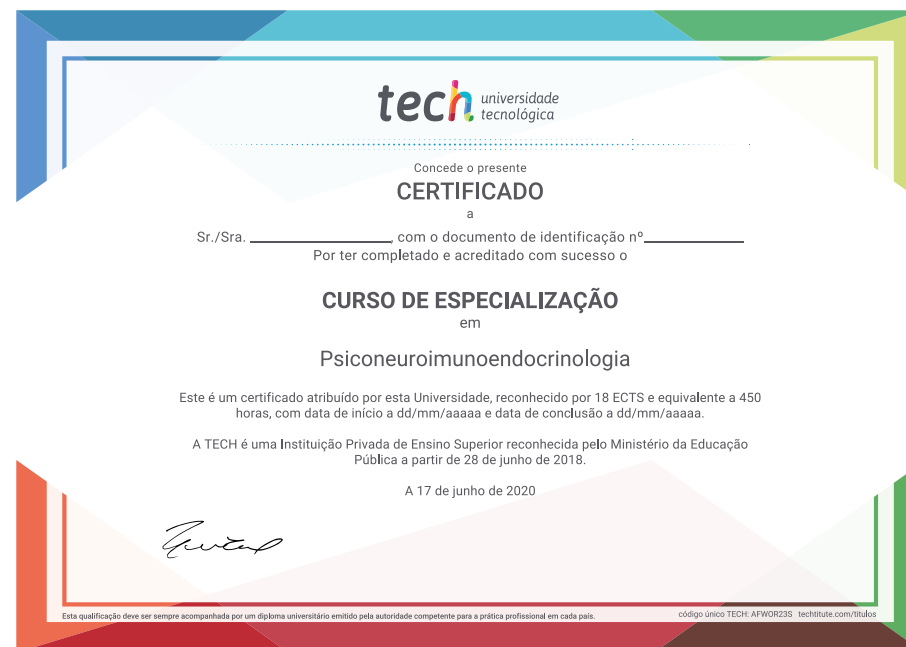 tech universidade
tecnológica
Concede o presente
CERTIFICADO
a
Sr./Sra. ____________, com o documento de identificação nº____________
Por ter completado e acreditado com sucesso o
CURSO DE ESPECIALIZAÇÃO
em
Psiconeuroimunoendocrinologia
Este é um certificado atribuído por esta Universidade, reconhecido por 18 ECTS e equivalente a 450
horas, com data de início a dd/mm/aaaaa e data de conclusão a dd/mm/aaaaa.
A TECH é uma Instituição Privada de Ensino Superior reconhecida pelo Ministério da Educação
Pública a partir de 28 de junho de 2018.
A 17 de junho de 2020
Esta qualificação deve ser sempre acompanhada por um diploma universitário emitido pela autoridade competente para a prática profissional em cada país.
código único TECH: AFWOR23S techtitute.com/titulos